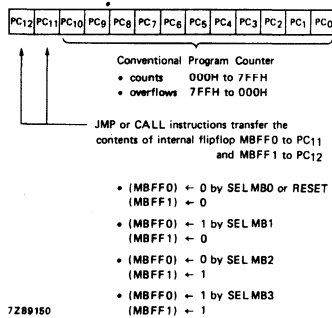 PC12 PC11 PC10 PC9 PC8 PC7 PC6 PC5 PC4 PC3 PC2 PC1 PC0
Conventional Program Counter
• counts 000H to 7FFH
• overflows 7FFH to 000H
JMP or CALL instructions transfer the
contents of internal flipflop MBFF0 to PC11
and MBFF1 to PC12
• (MBFF0) ← 0 by SEL MB0 or RESET
(MBFF1) ← 0
• (MBFF0) ← 1 by SEL MB1
(MBFF1) ← 0
• (MBFF0) ← 0 by SEL MB2
(MBFF1) ← 1
• (MBFF0) ← 1 by SEL MB3
(MBFF1) ← 1
7Z89150